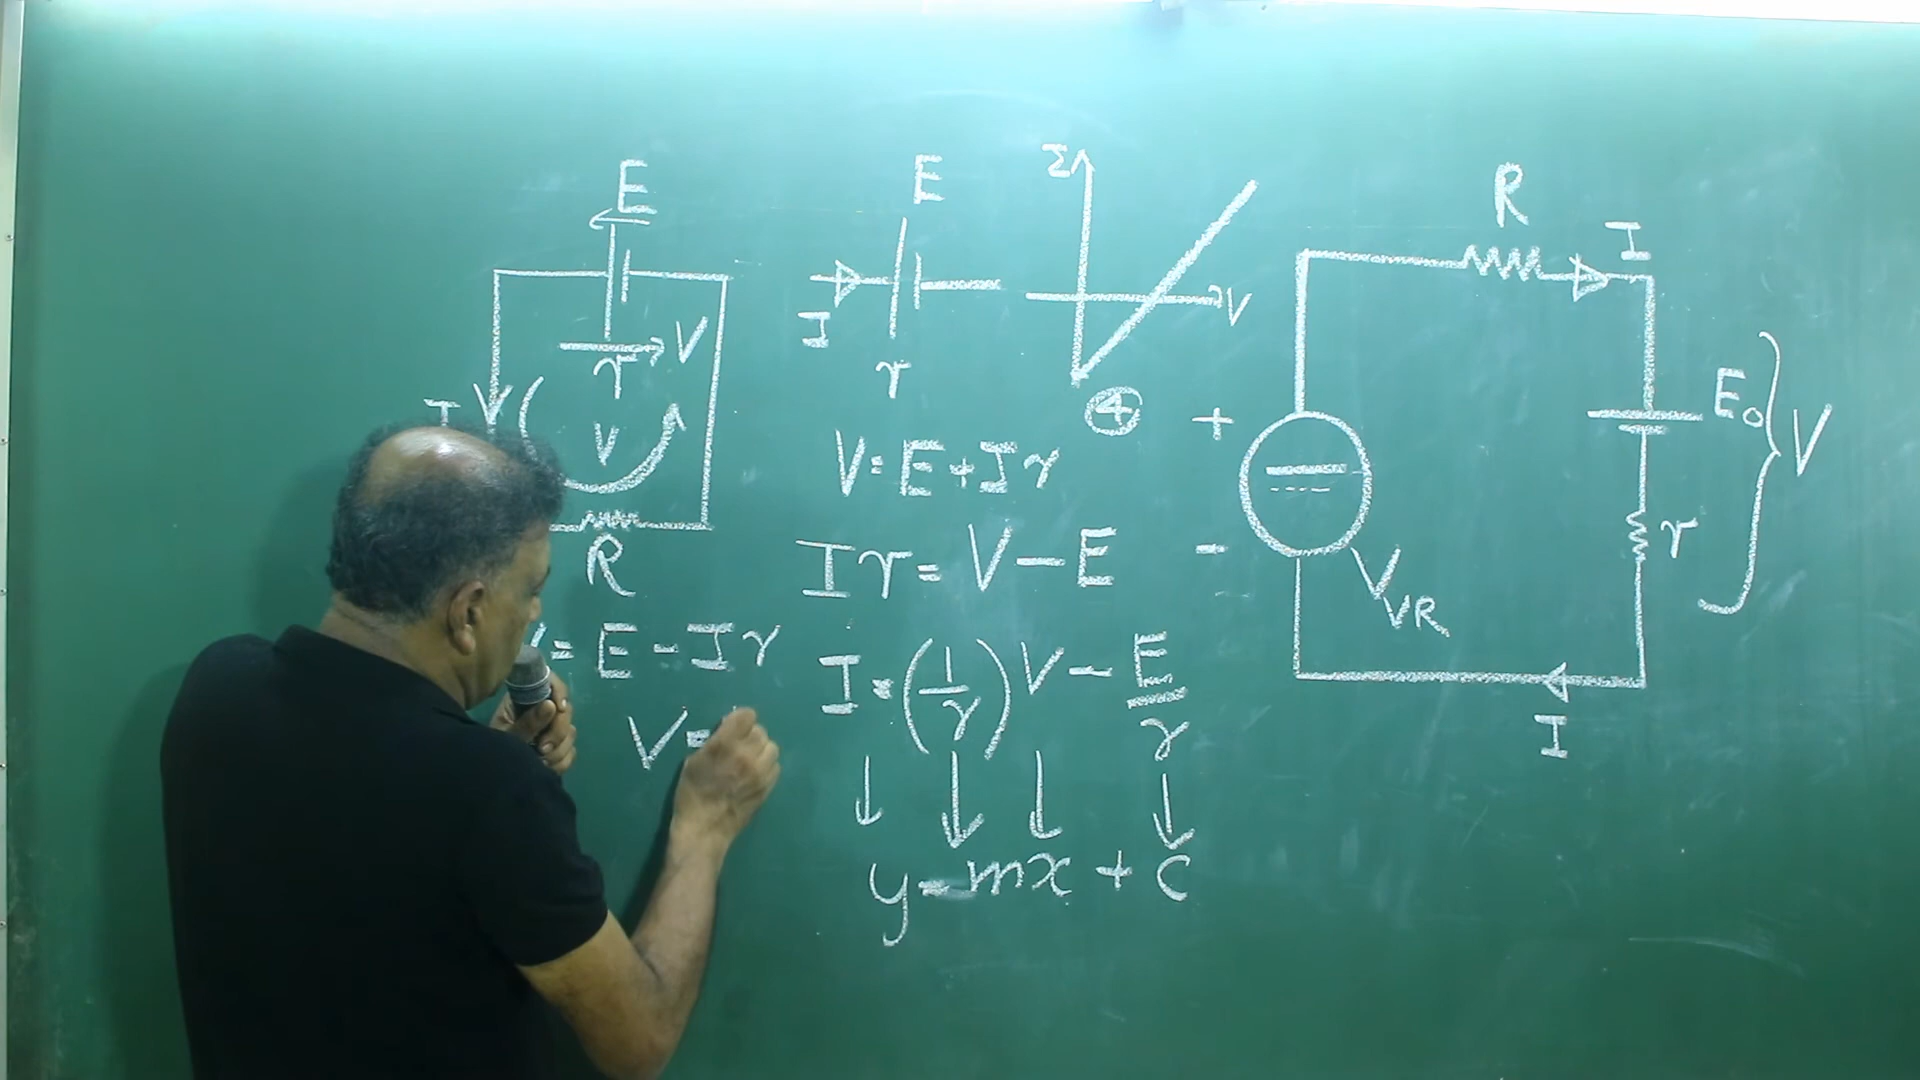 E
V
r
I
V
R
V= E - Ir
V=
E
I
r
I
V
4
V= E+Ir
Ir = V - E
I = (1/r) V - E/r
↓ ↓ ↓ ↓
y = mx + c
R
I
+
-
V_VR
E₀
r
V
I